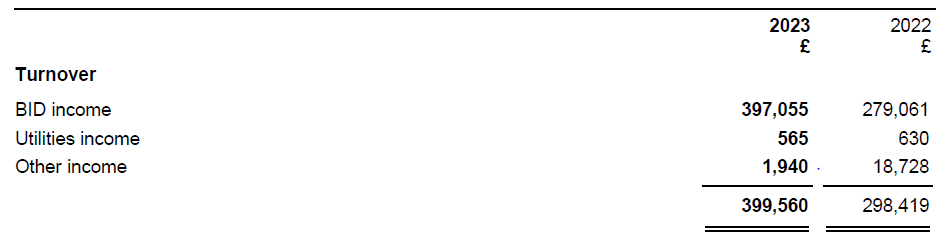 2023 2022
£ £
Turnover
BID income 397,055 279,061
Utilities income 565 630
Other income 1,940 18,728
399,560 298,419